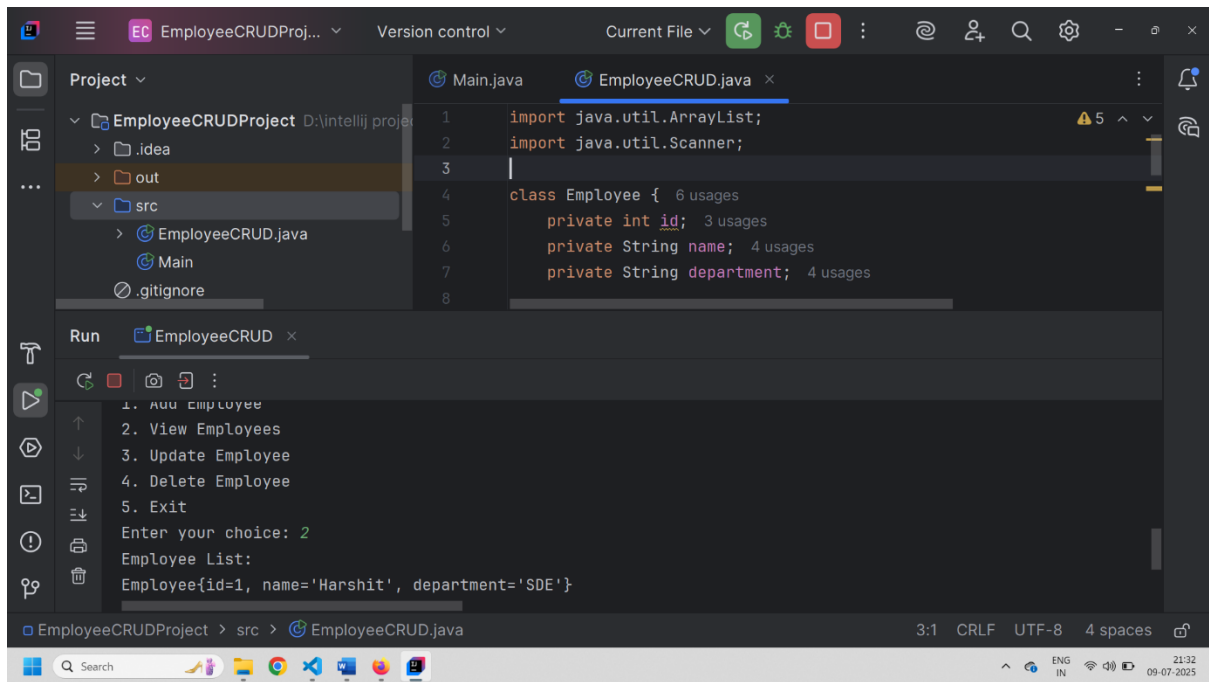 EC EmployeeCRUDProj... Version control Current File
Project
Main.java EmployeeCRUD.java
EmployeeCRUDProject D:\intellij proje
.idea
out
src
EmployeeCRUD.java
Main
.gitignore
5
1 import java.util.ArrayList;
2 import java.util.Scanner;
3
4 class Employee { 6 usages
5 private int id; 3 usages
6 private String name; 4 usages
7 private String department; 4 usages
8
Run EmployeeCRUD
1. Add Employee
2. View Employees
3. Update Employee
4. Delete Employee
5. Exit
Enter your choice: 2
Employee List:
Employee{id=1, name='Harshit', department='SDE'}
EmployeeCRUDProject > src > EmployeeCRUD.java 3:1 CRLF UTF-8 4 spaces
Search
ENG
IN
21:32
09-07-2025